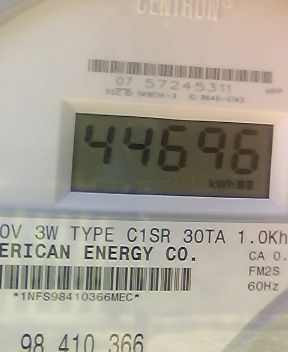 CENTRON®
07 57245311
44696
kWh
0V 3W TYPE C1SR 30TA 1.0Kh
ERICAN ENERGY CO.
CA 0.
FM2S
60Hz
*1NFS98410366MEC*
98 410 366